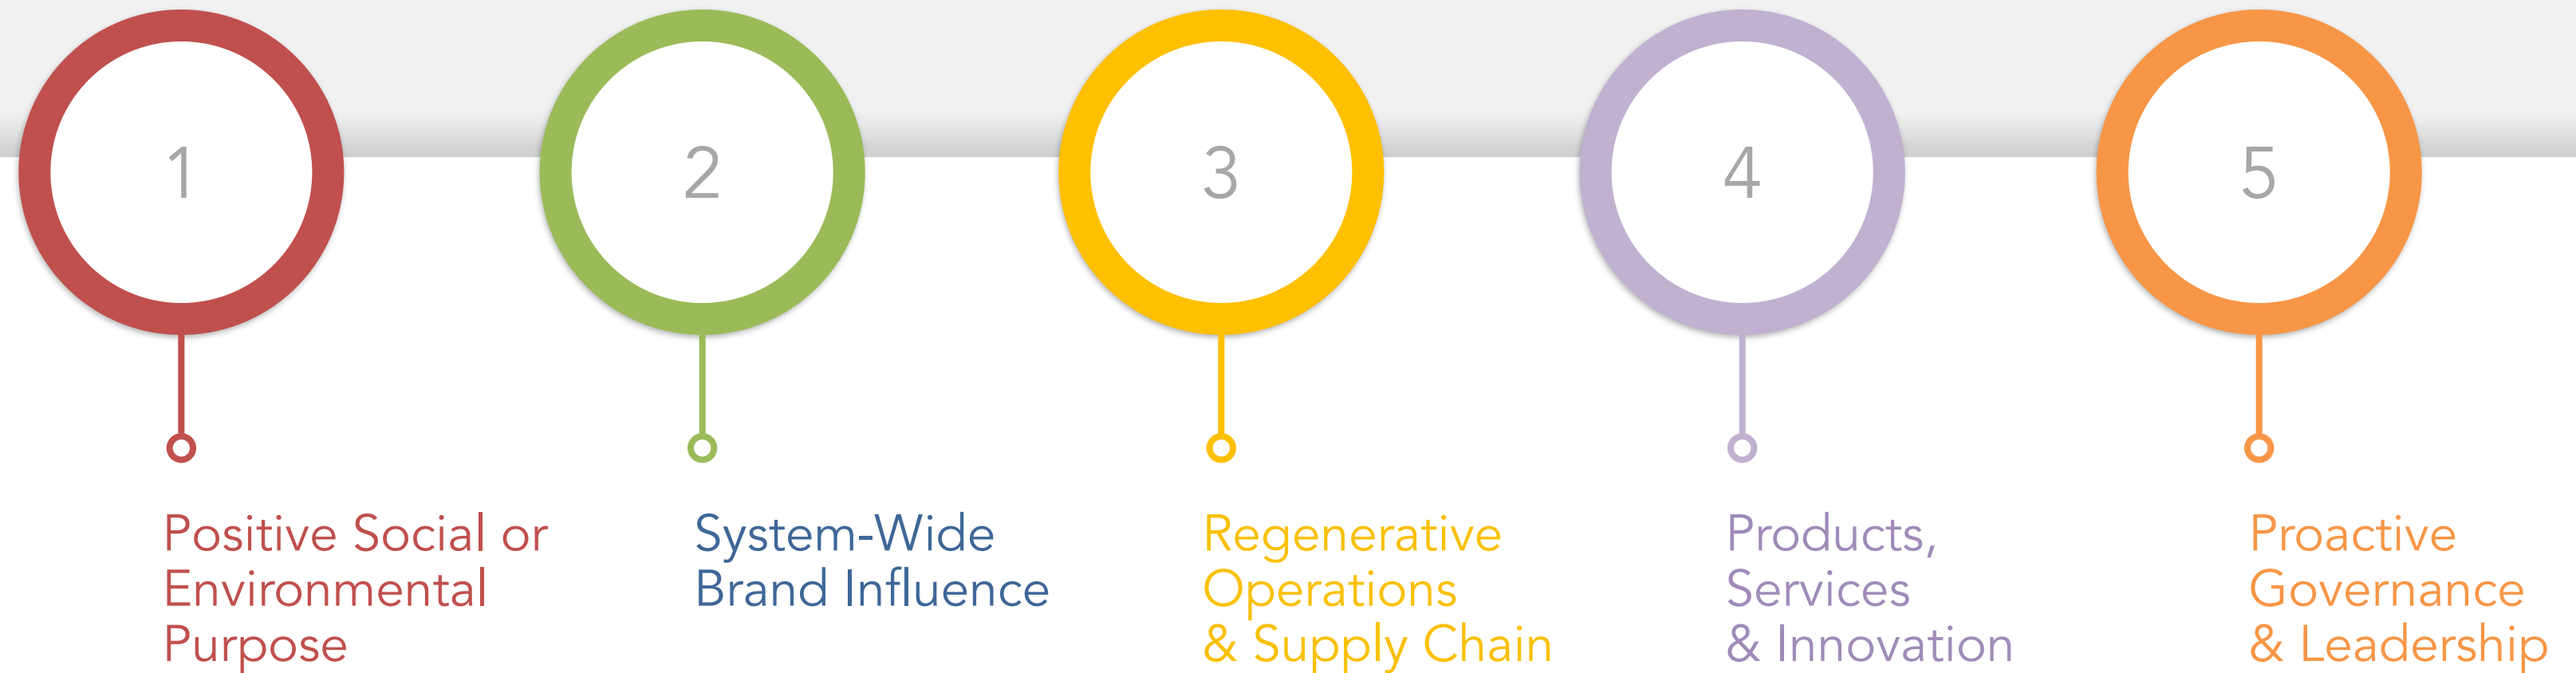 1
2
3
4
5
Positive Social or
Environmental
Purpose
System-Wide
Brand Influence
Regenerative
Operations
& Supply Chain
Products,
Services
& Innovation
Proactive
Governance
& Leadership